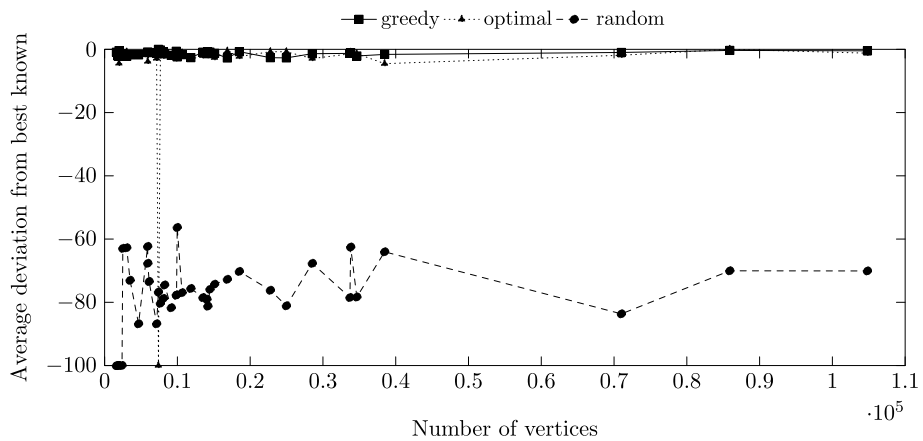 greedy optimal random
0
−20
−40
−60
−80
−100
Average deviation from best known
0 0.1 0.2 0.3 0.4 0.5 0.6 0.7 0.8 0.9 1 1.1
·10⁵
Number of vertices